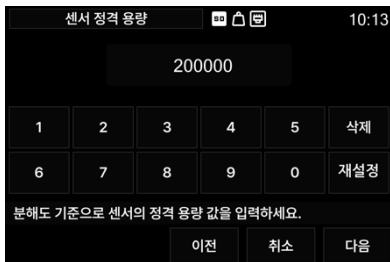 센서 정격 용량 SD 10:13
200000
1 2 3 4 5 삭제
6 7 8 9 0 재설정
분해도 기준으로 센서의 정격 용량 값을 입력하세요.
이전 취소 다음